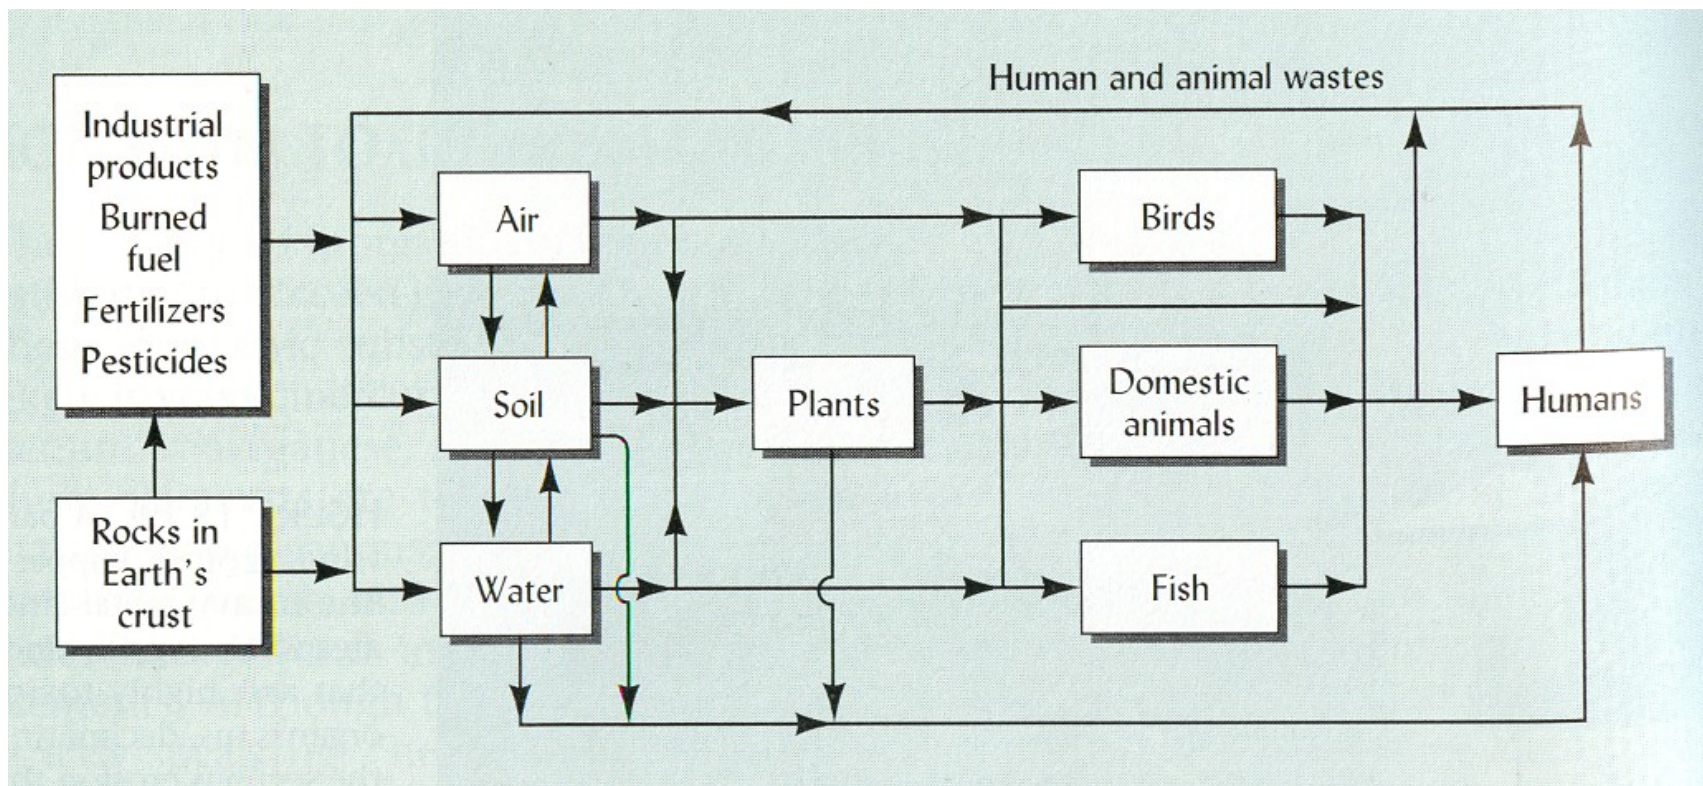 Human and animal wastes
Industrial
products
Burned
fuel
Fertilizers
Pesticides
Air
Birds
Soil
Plants
Domestic
animals
Humans
Rocks in
Earth's
crust
Water
Fish